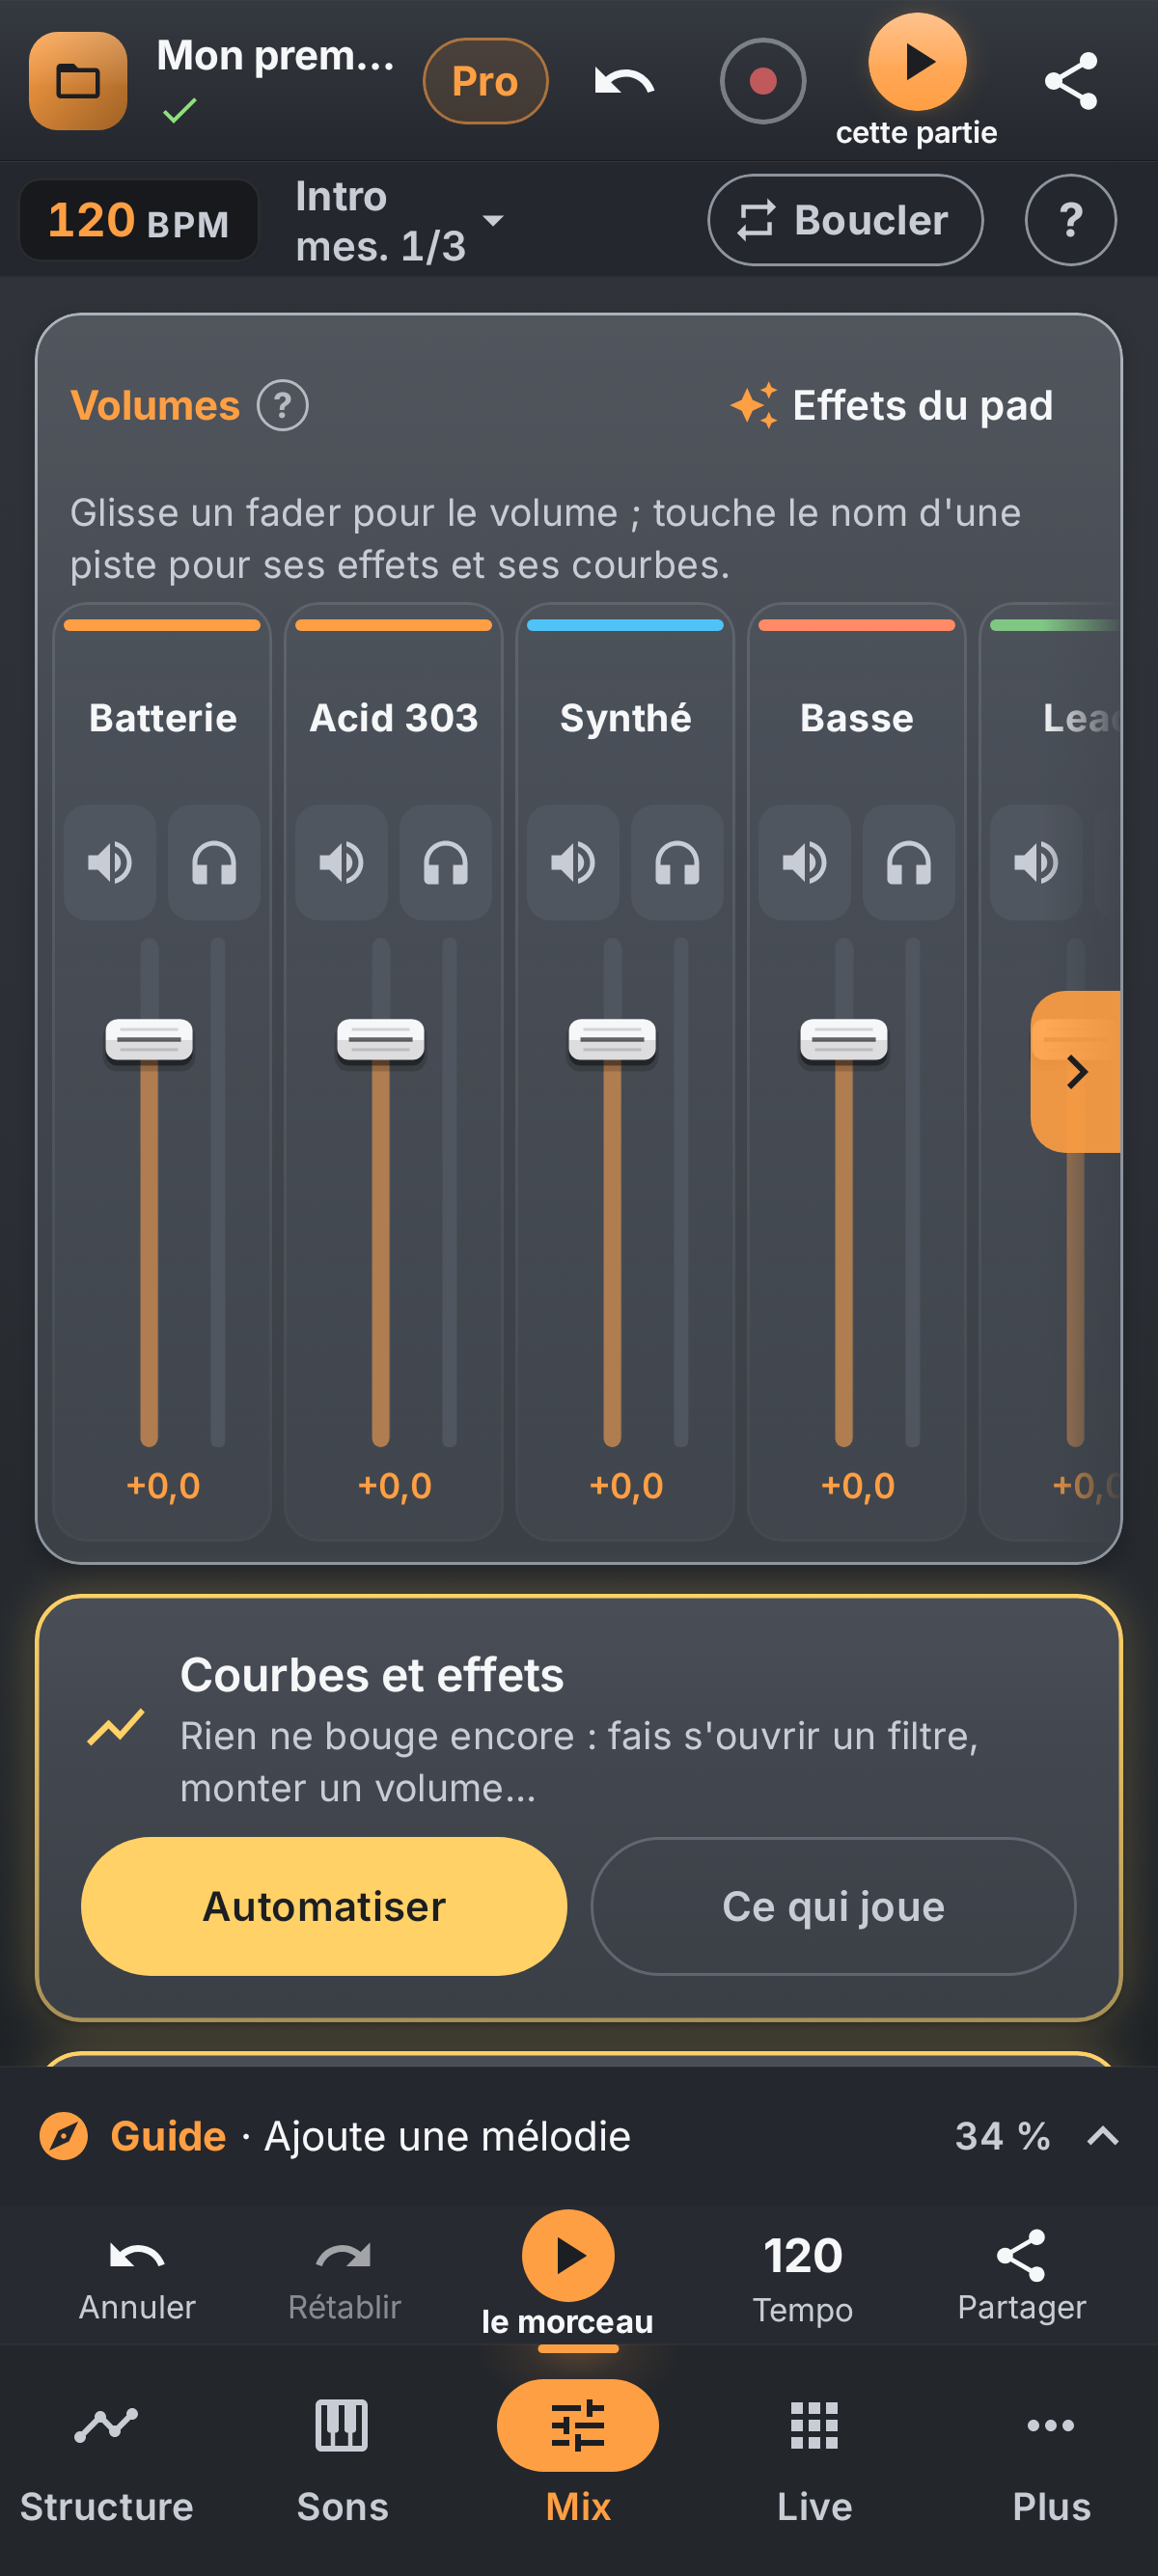 Mon prem...
Pro
cette partie
120 BPM
Intro
mes. 1/3
Boucler
?
Volumes ?
Effets du pad
Glisse un fader pour le volume ; touche le nom d'une
piste pour ses effets et ses courbes.
Batterie
Acid 303
Synthé
Basse
Lea
+0,0
+0,0
+0,0
+0,0
+0,0
Courbes et effets
Rien ne bouge encore : fais s'ouvrir un filtre,
monter un volume...
Automatiser
Ce qui joue
Guide · Ajoute une mélodie
34 %
Annuler
Rétablir
le morceau
120
Tempo
Partager
Structure
Sons
Mix
Live
Plus